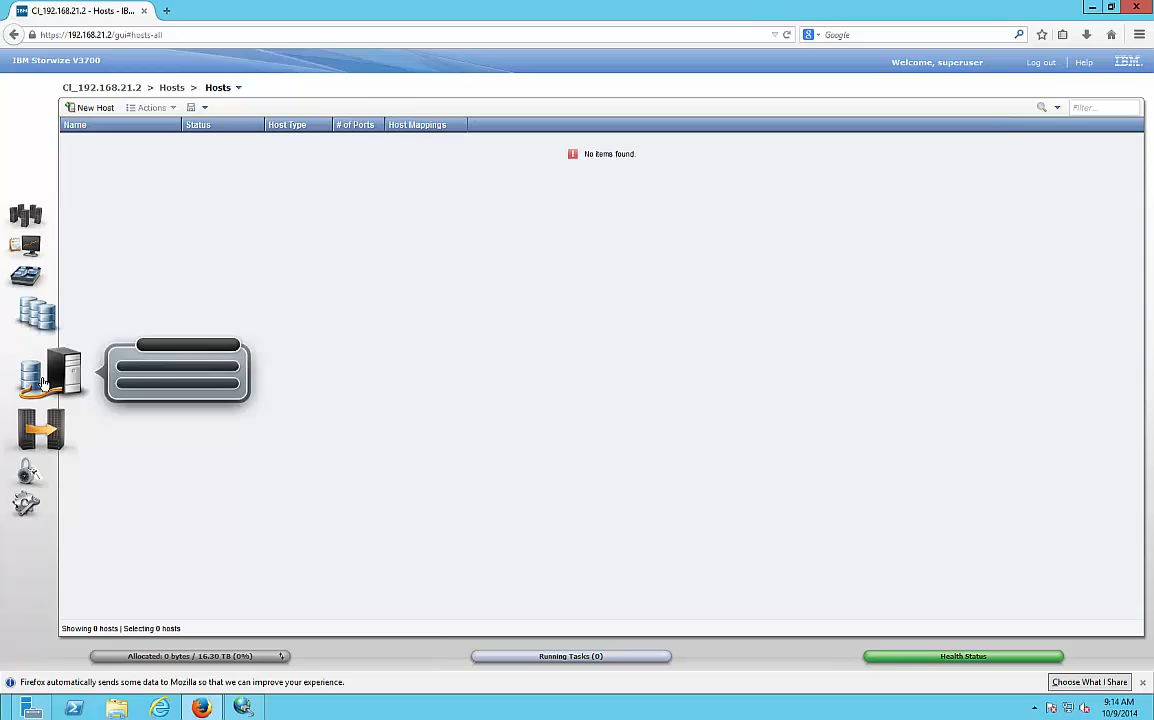 CI_192.168.21.2 - Hosts - IB...
https://192.168.21.2/gui#hosts-all
Google
IBM Storwize V3700
Welcome, superuser
Log out
Help
IBM.
CI_192.168.21.2 > Hosts > Hosts
New Host
Actions
Filter...
Name
Status
Host Type
# of Ports
Host Mappings
No items found.
Showing 0 hosts | Selecting 0 hosts
Allocated: 0 bytes / 16.30 TB (0%)
Running Tasks (0)
Health Status
Firefox automatically sends some data to Mozilla so that we can improve your experience.
Choose What I Share
9:14 AM
10/9/2014